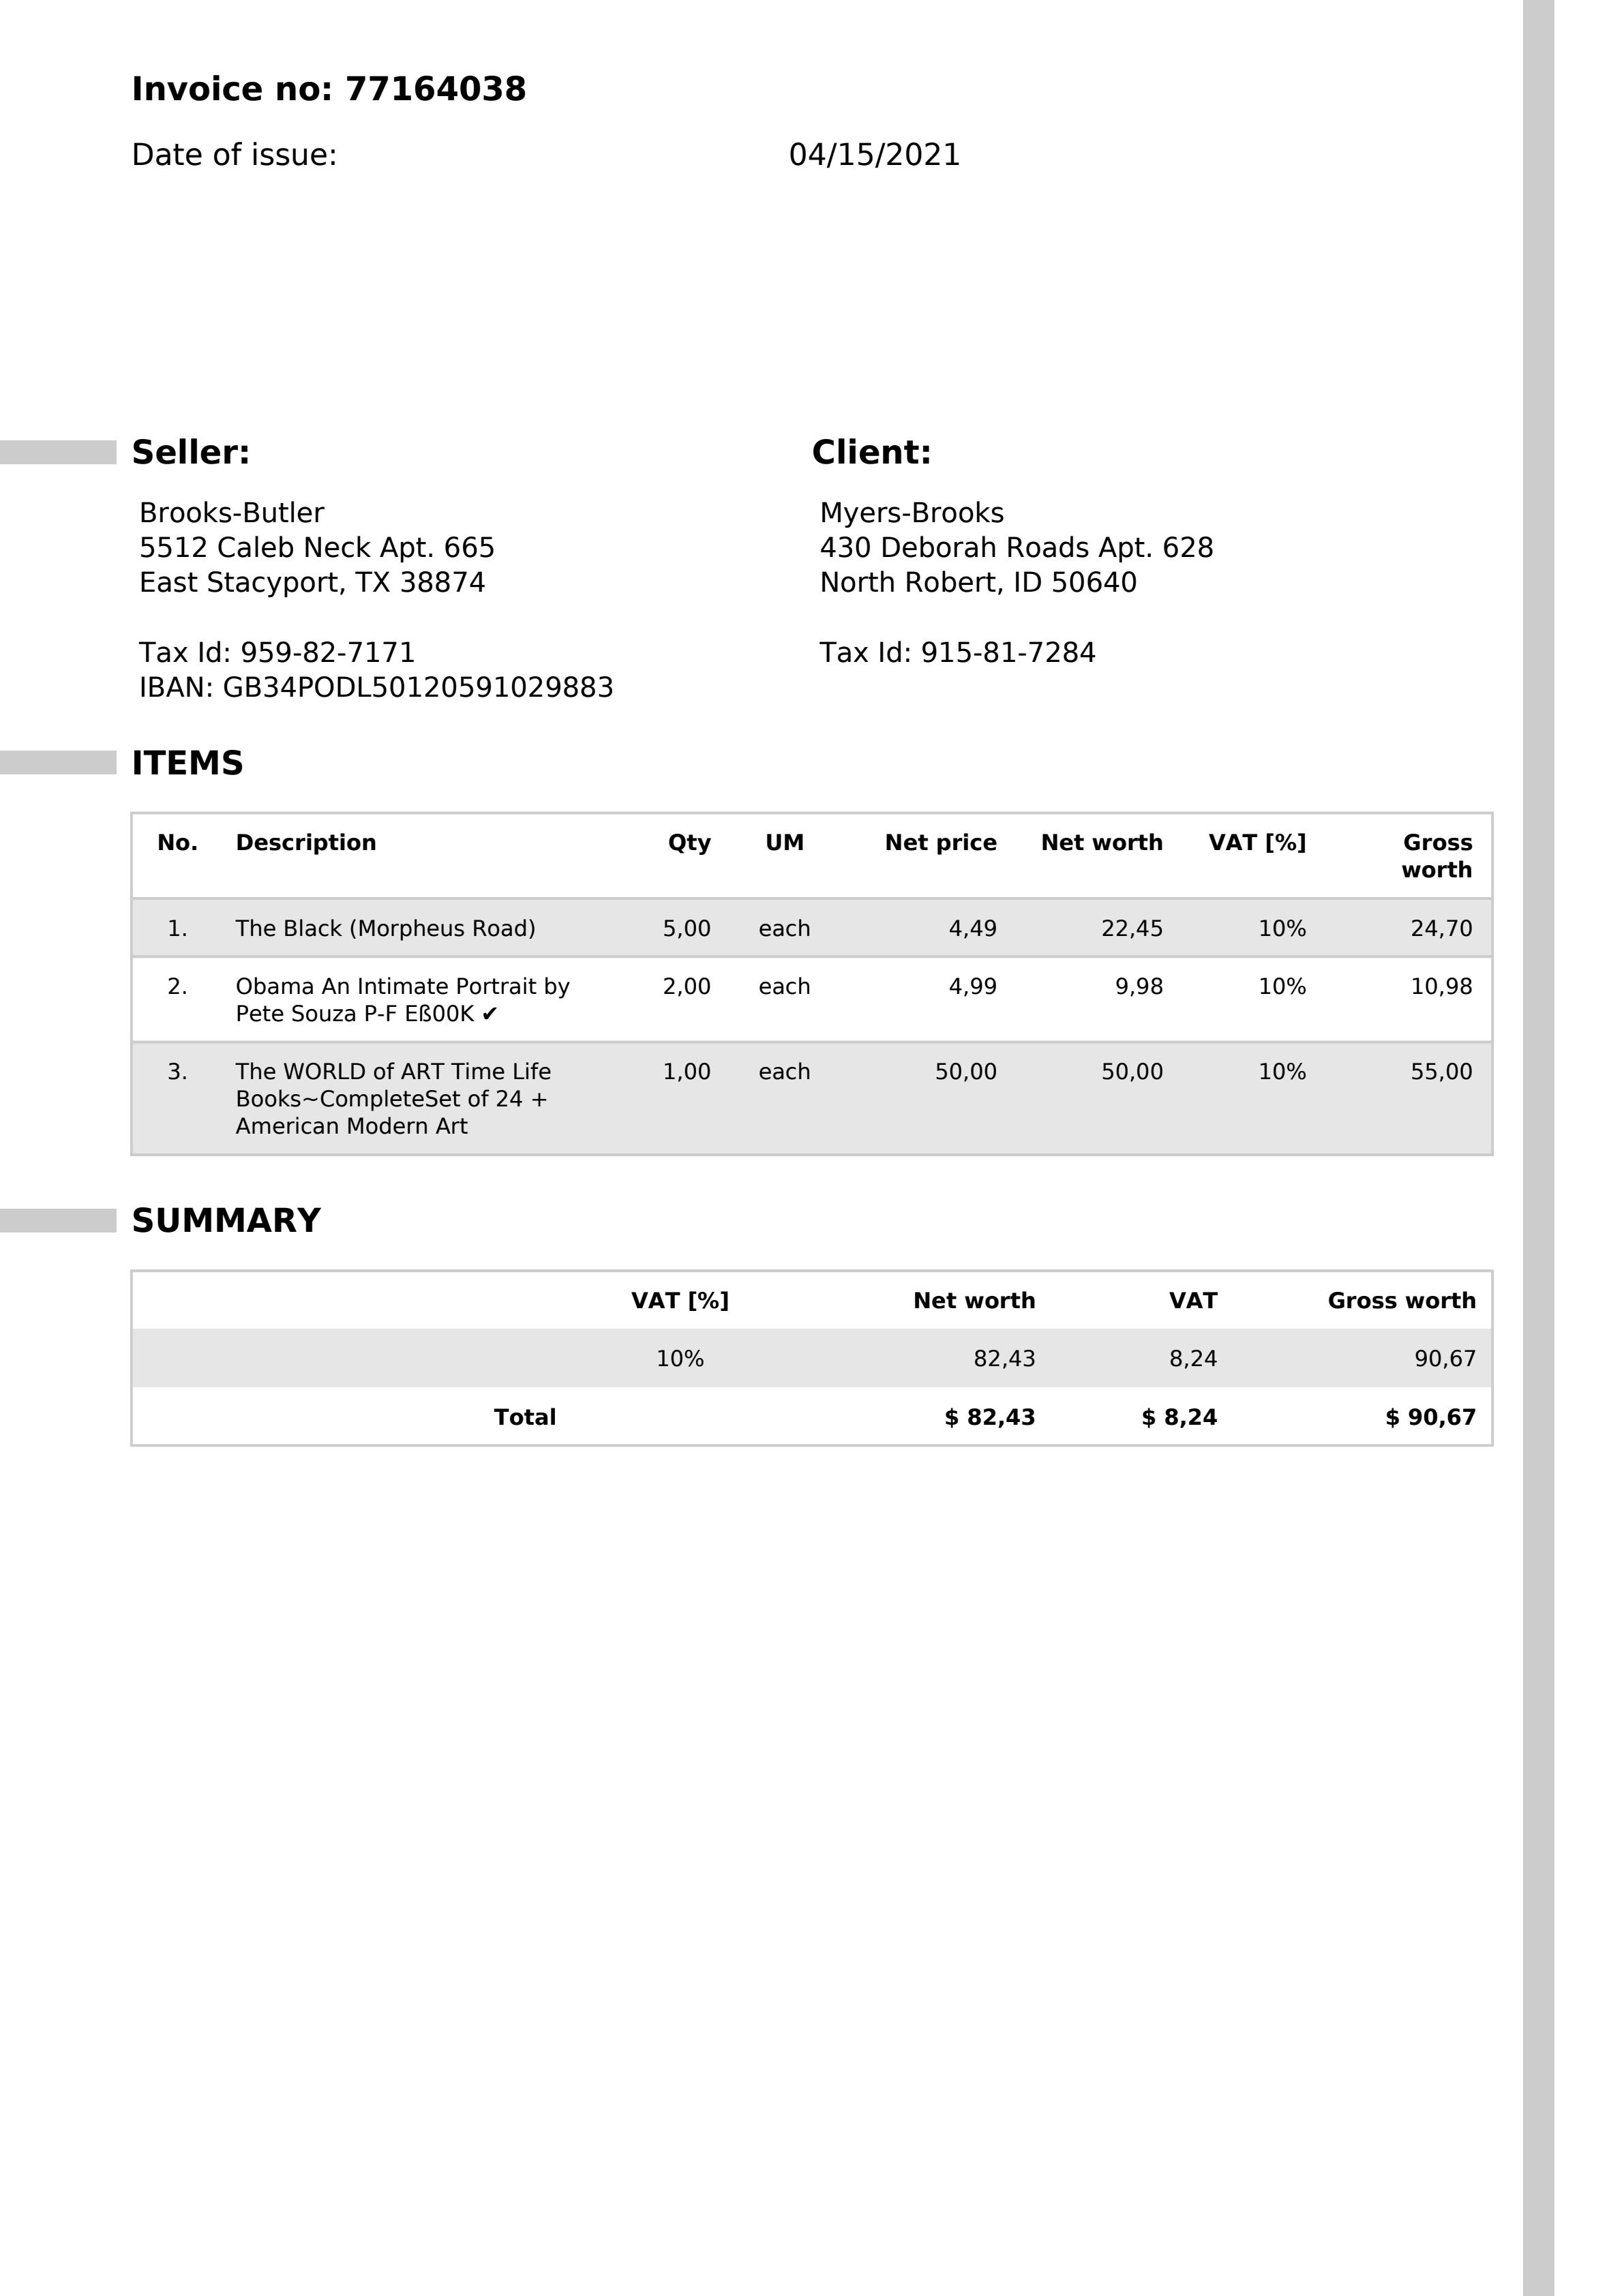 Invoice no: 77164038
Date of issue: 04/15/2021
Seller: Client:
Brooks-Butler Myers-Brooks
5512 Caleb Neck Apt. 665 430 Deborah Roads Apt. 628
East Stacyport, TX 38874 North Robert, ID 50640
Tax Id: 959-82-7171 Tax Id: 915-81-7284
IBAN: GB34PODL50120591029883
ITEMS
No. Description Qty UM Net price Net worth VAT [%] Gross
worth
1. The Black (Morpheus Road) 5,00 each 4,49 22,45 10% 24,70
2. Obama An Intimate Portrait by 2,00 each 4,99 9,98 10% 10,98
Pete Souza P-F Eß00K ✔
3. The WORLD of ART Time Life 1,00 each 50,00 50,00 10% 55,00
Books~CompleteSet of 24 +
American Modern Art
SUMMARY
VAT [%] Net worth VAT Gross worth
10% 82,43 8,24 90,67
Total $ 82,43 $ 8,24 $ 90,67